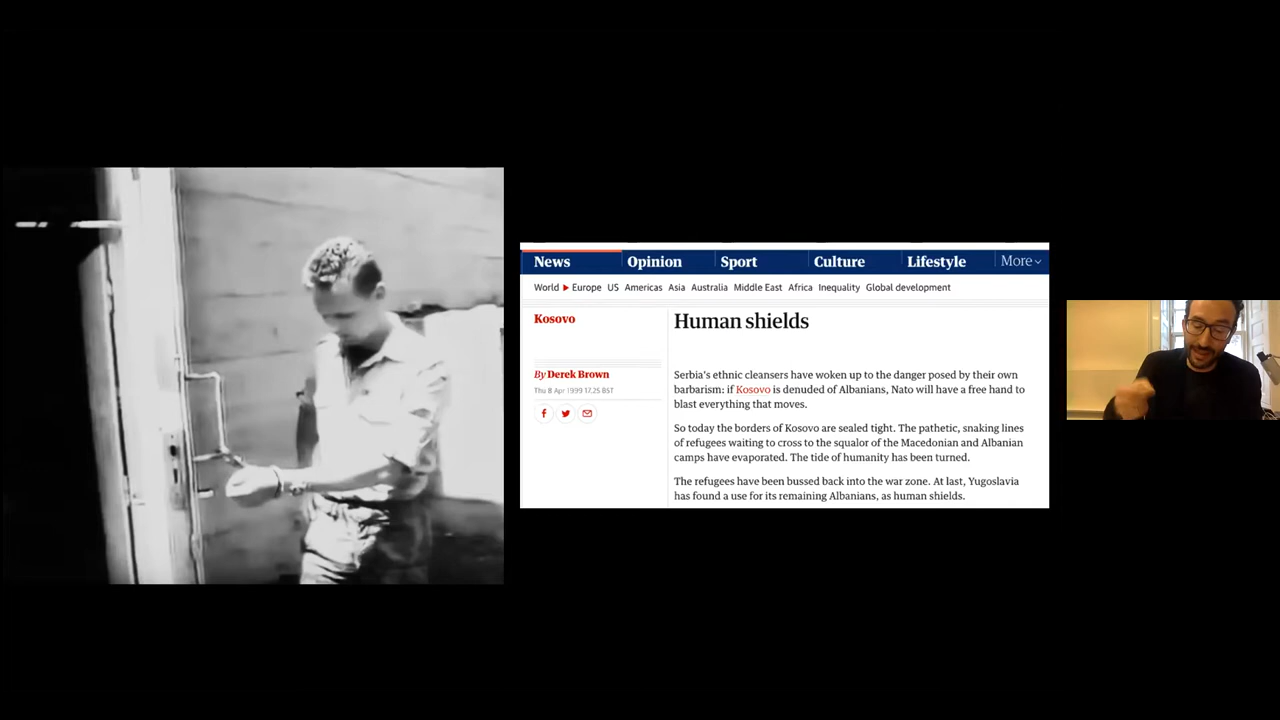 News Opinion Sport Culture Lifestyle More
World Europe US Americas Asia Australia Middle East Africa Inequality Global development
Kosovo
By Derek Brown
Thu 8 Apr 1999 17.25 BST
Human shields
Serbia's ethnic cleansers have woken up to the danger posed by their own
barbarism: if Kosovo is denuded of Albanians, Nato will have a free hand to
blast everything that moves.
So today the borders of Kosovo are sealed tight. The pathetic, snaking lines
of refugees waiting to cross to the squalor of the Macedonian and Albanian
camps have evaporated. The tide of humanity has been turned.
The refugees have been bussed back into the war zone. At last, Yugoslavia
has found a use for its remaining Albanians, as human shields.